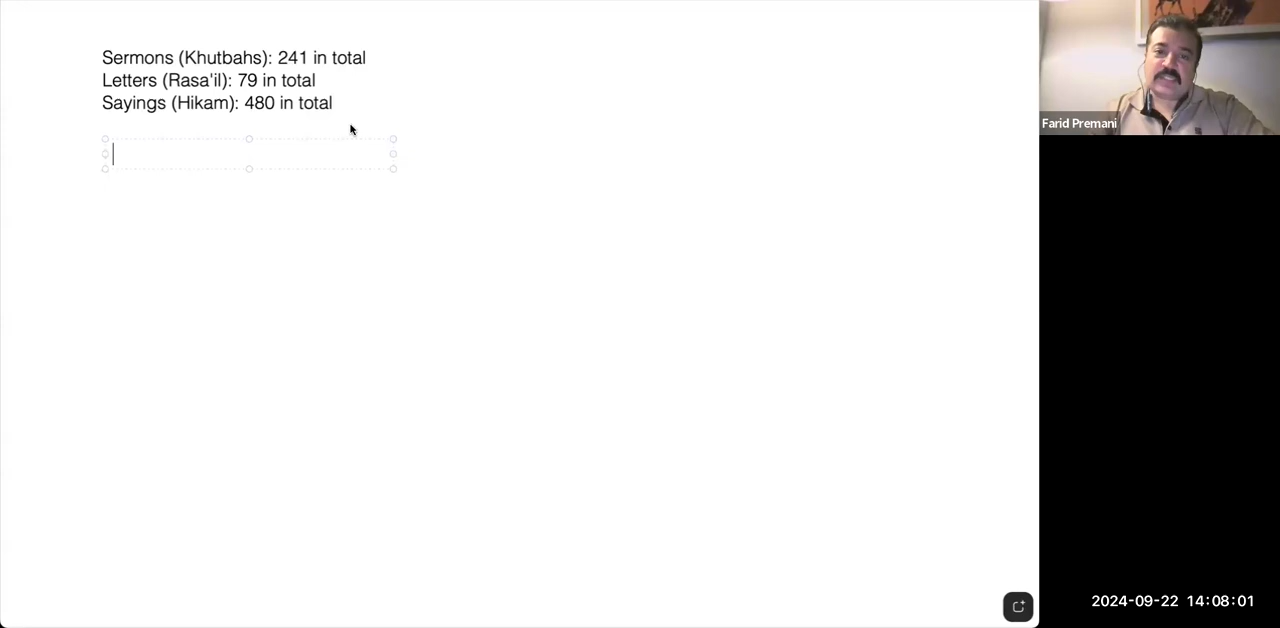 Sermons (Khutbahs): 241 in total
Letters (Rasa'il): 79 in total
Sayings (Hikam): 480 in total
Farid Premani
2024-09-22 14:08:01